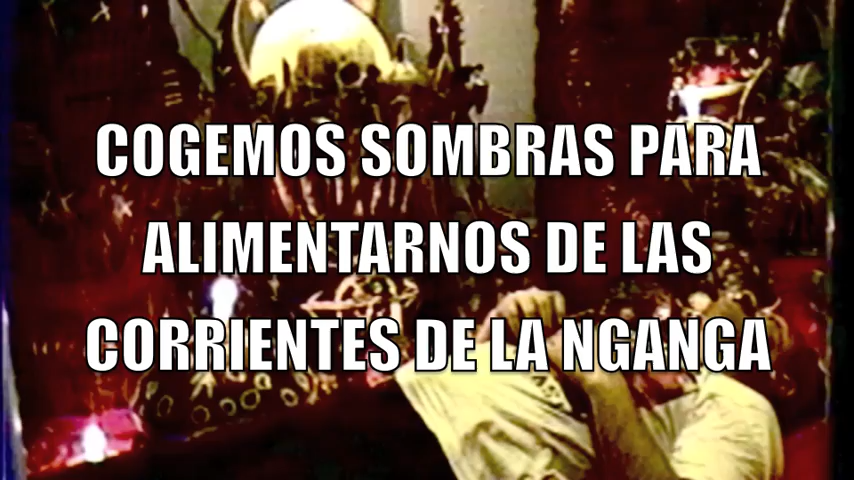 COGEMOS SOMBRAS PARA
ALIMENTARNOS DE LAS
CORRIENTES DE LA NGANGA